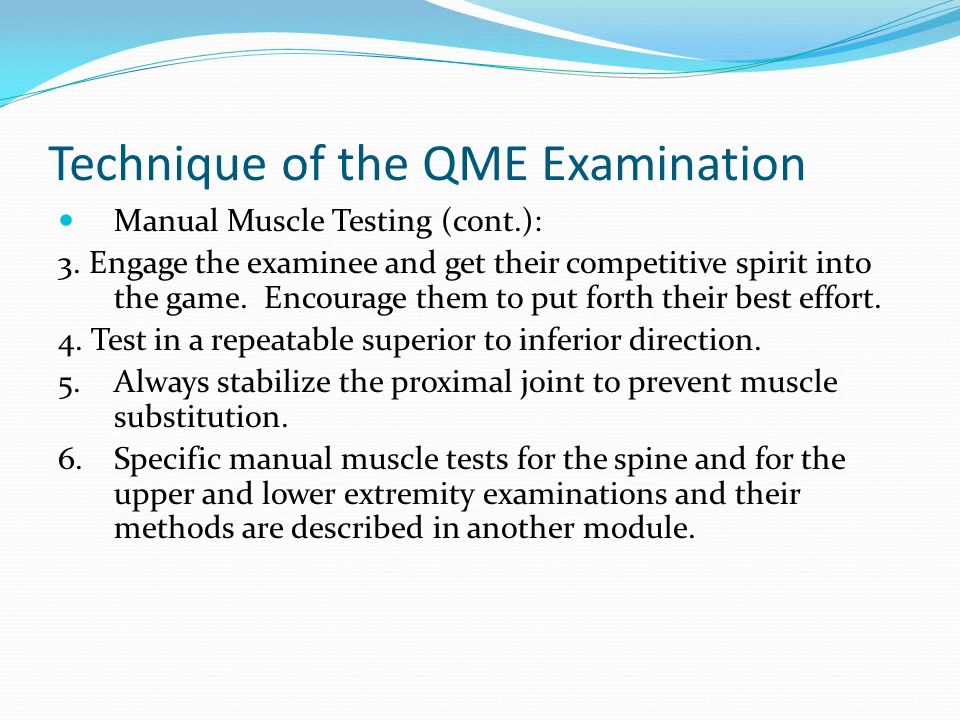 Technique of the QME Examination
• Manual Muscle Testing (cont.):
3. Engage the examinee and get their competitive spirit into
the game.  Encourage them to put forth their best effort.
4. Test in a repeatable superior to inferior direction.
5. Always stabilize the proximal joint to prevent muscle
substitution.
6. Specific manual muscle tests for the spine and for the
upper and lower extremity examinations and their
methods are described in another module.